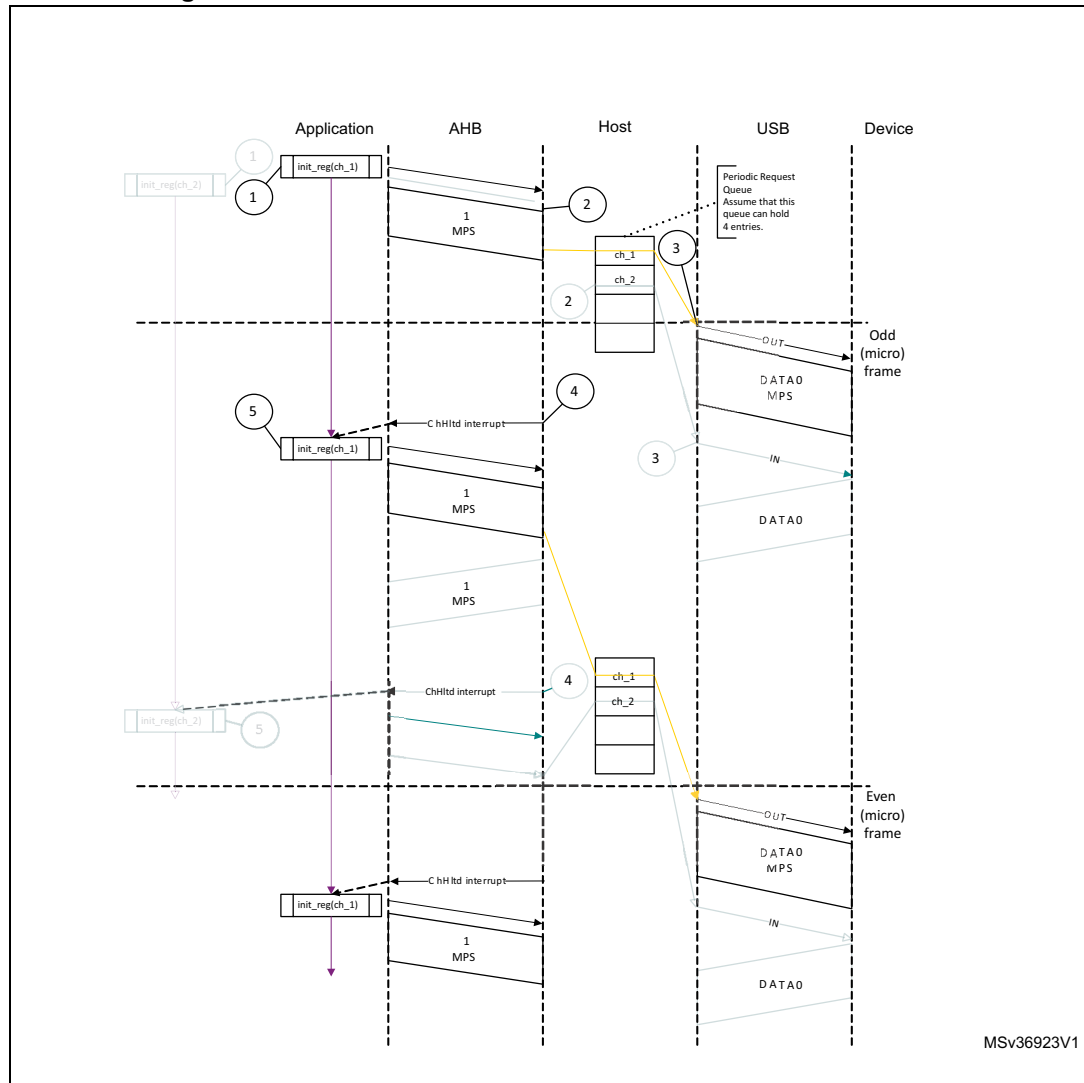 Application AHB Host USB Device
1
init_reg(ch_1)
init_reg(ch_2)
1
2
Periodic Request
Queue
Assume that this
queue can hold
4 entries.
1
MPS
3
ch_1
ch_2
2
Odd
(micro)
frame
OUT
DATA0
MPS
5
4
ChHltd interrupt
init_reg(ch_1)
3
IN
1
MPS
DATA0
1
MPS
4
ch_1
ChHltd interrupt
ch_2
init_reg(ch_2)
5
Even
(micro)
frame
OUT
DATA0
MPS
ChHltd interrupt
init_reg(ch_1)
IN
1
MPS
DATA0
MSv36923V1